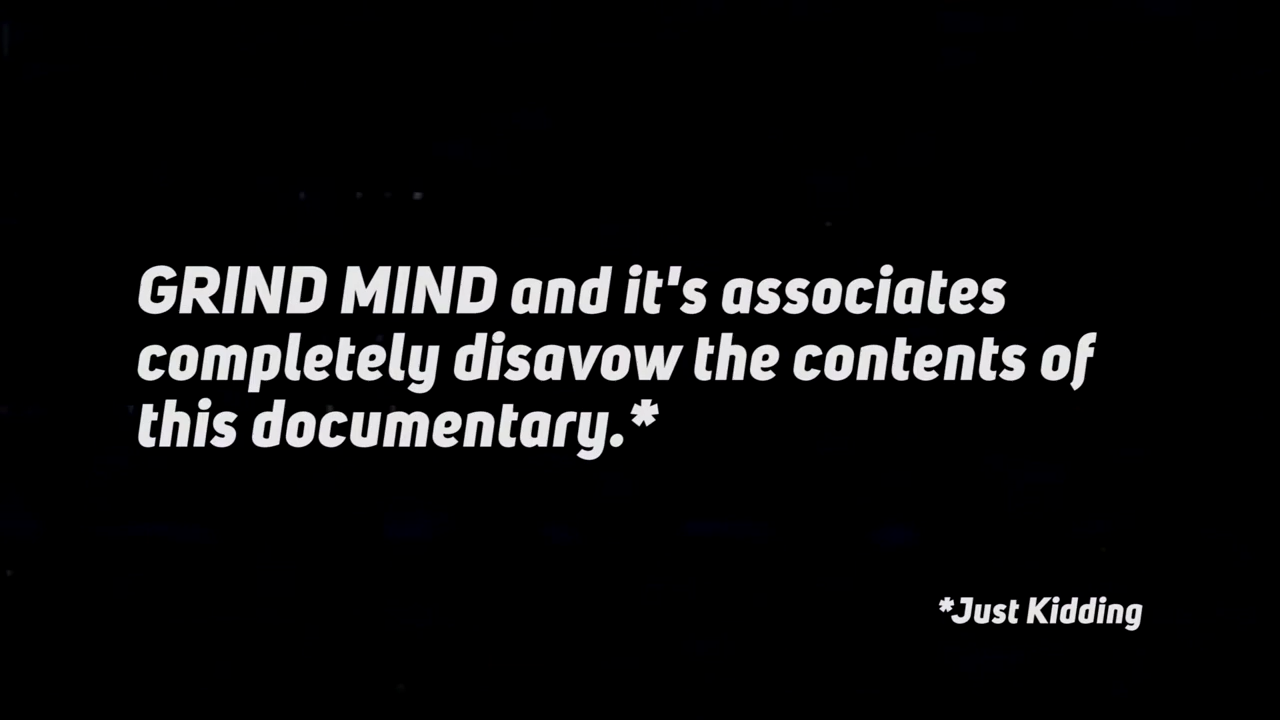 GRIND MIND and it's associates
completely disavow the contents of
this documentary.*
*Just Kidding